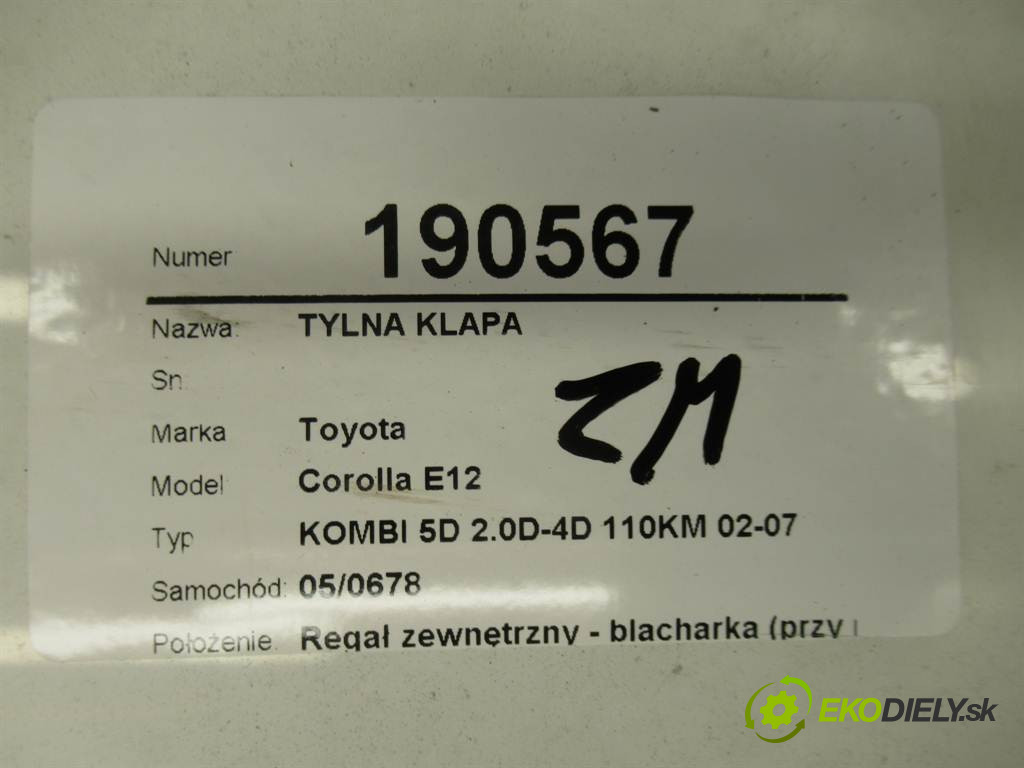 Numer 190567
Nazwa: TYLNA KLAPA
Sn:
ZM
Marka Toyota
Model Corolla E12
Typ KOMBI 5D 2.0D-4D 110KM 02-07
Samochód: 05/0678
Położenie: Regał zewnętrzny - blacharka (przy
EKODIELY.sk